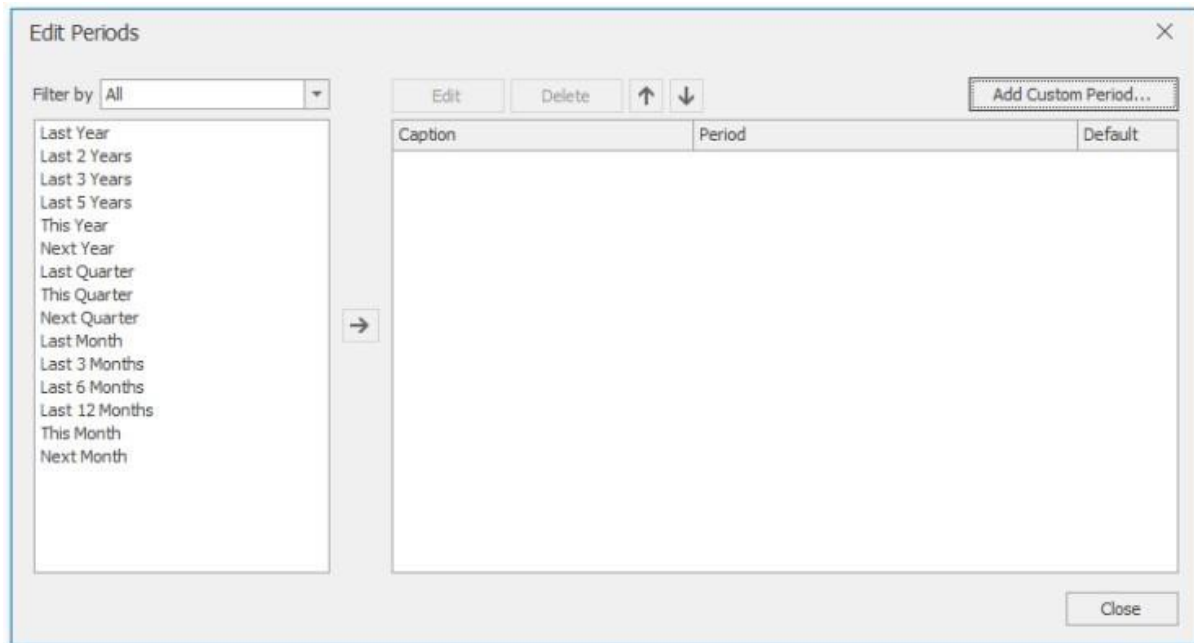 Edit Periods
Filter by All
Edit Delete Add Custom Period...
Caption Period Default
Last Year
Last 2 Years
Last 3 Years
Last 5 Years
This Year
Next Year
Last Quarter
This Quarter
Next Quarter
Last Month
Last 3 Months
Last 6 Months
Last 12 Months
This Month
Next Month
Close